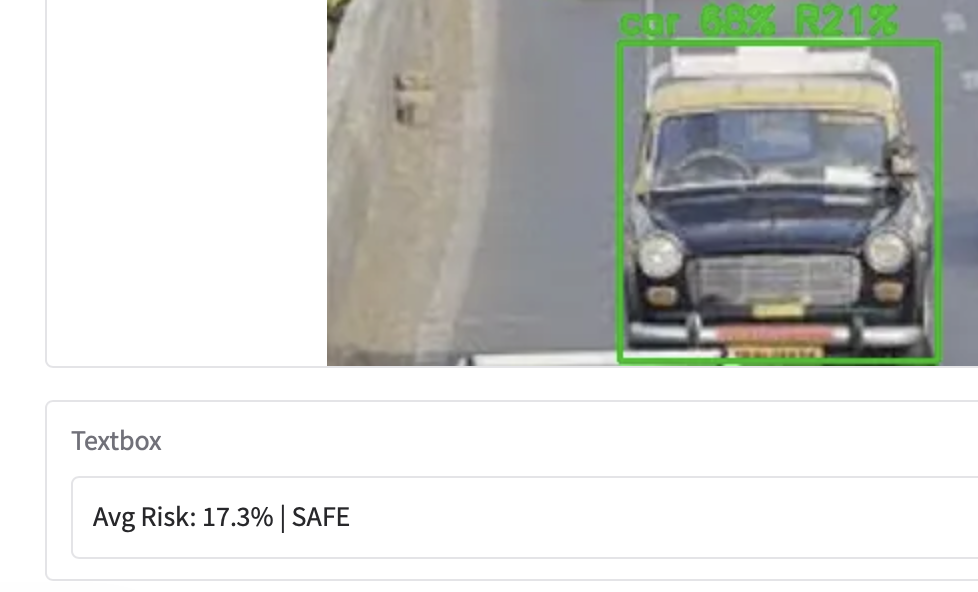 car 68% R21%
Textbox
Avg Risk: 17.3% | SAFE